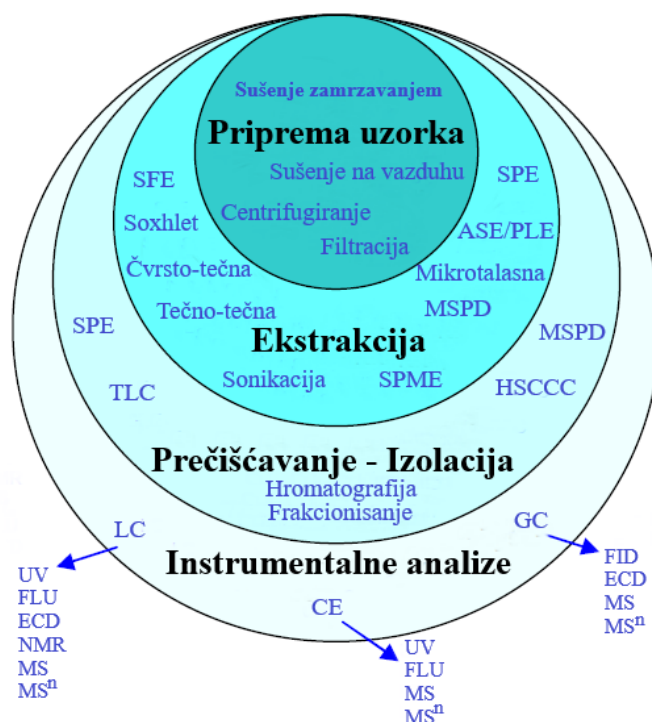 Sušenje zamrzavanjem
Priprema uzorka
Sušenje na vazduhu
Centrifugiranje
Filtracija
SFE
SPE
Soxhlet
ASE/PLE
Čvrsto-tečna
Mikrotalasna
Tečno-tečna
MSPD
Ekstrakcija
Sonikacija
SPME
SPE
MSPD
TLC
HSCCC
Prečišćavanje - Izolacija
Hromatografija
Frakcionisanje
LC
GC
Instrumentalne analize
CE
UV
FLU
ECD
NMR
MS
MSⁿ
UV
FLU
MS
MSⁿ
FID
ECD
MS
MSⁿ